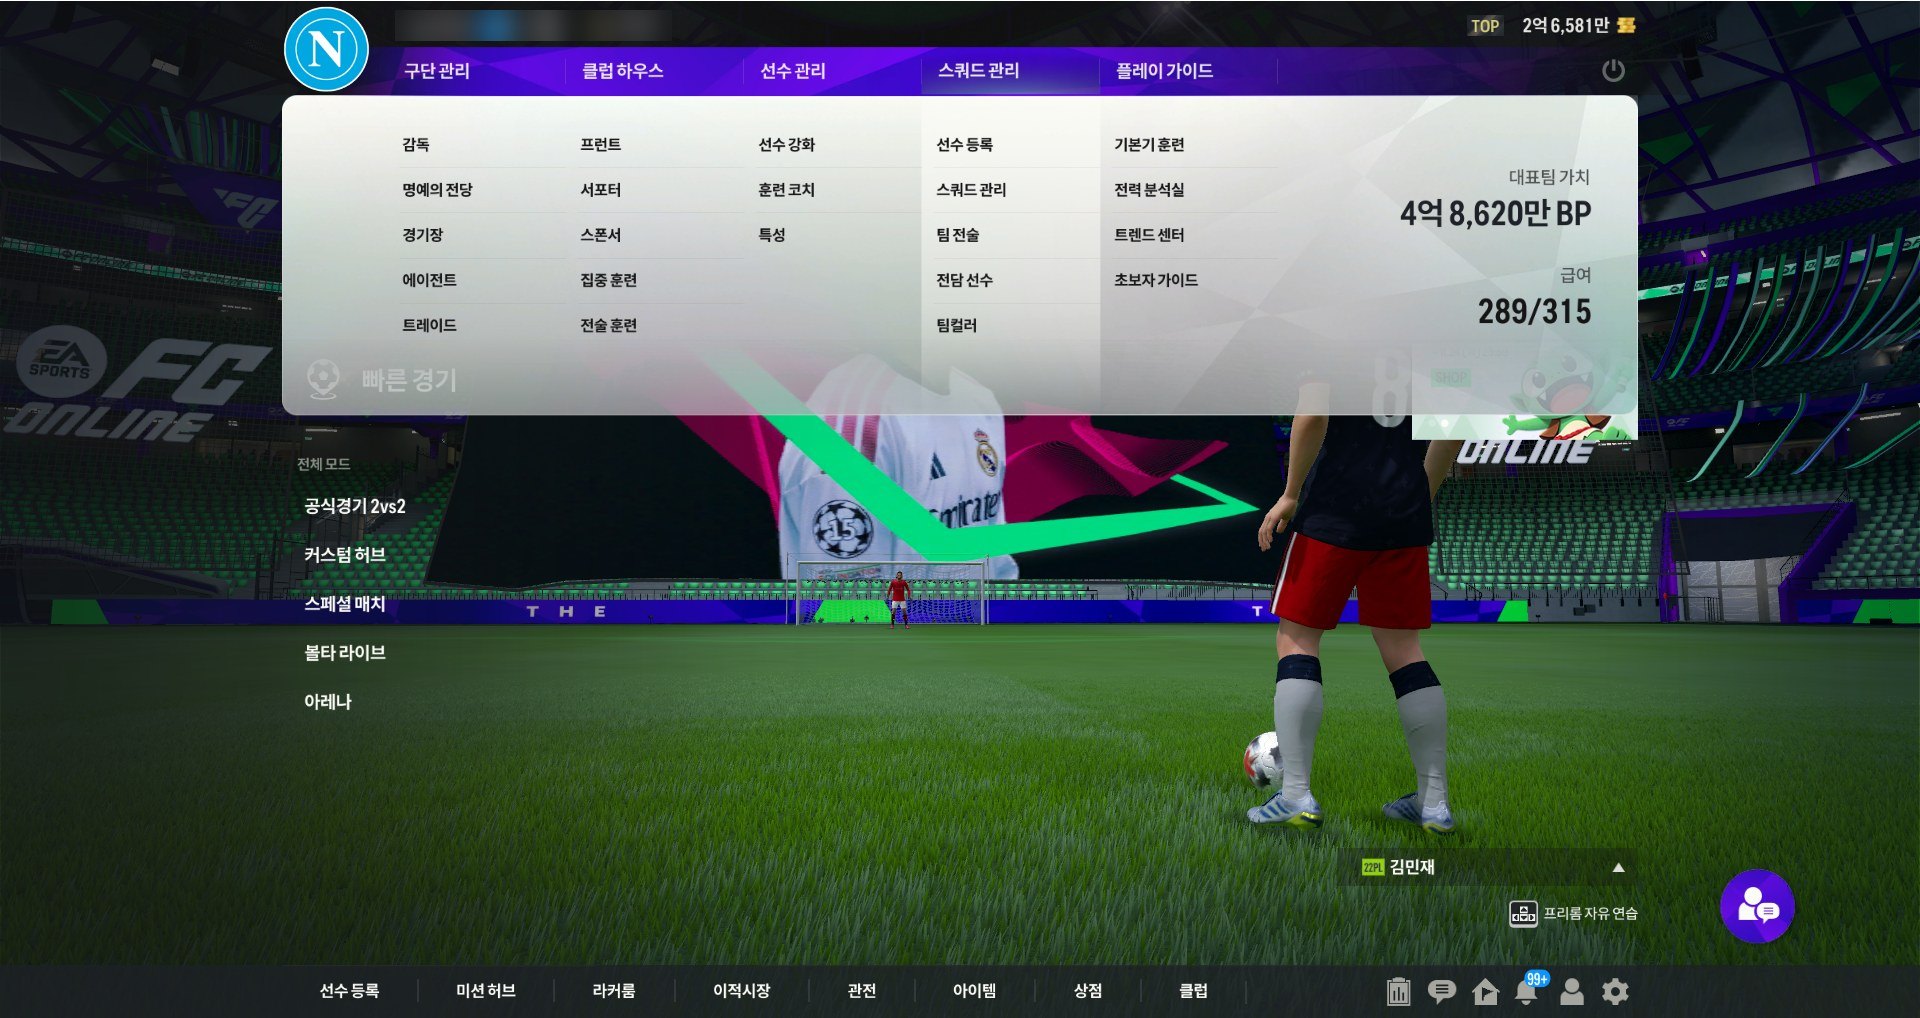 N
TOP 2억 6,581만
구단 관리 클럽 하우스 선수 관리 스쿼드 관리 플레이 가이드
감독 프런트 선수 강화 선수 등록 기본기 훈련
명예의 전당 서포터 훈련 코치 스쿼드 관리 전력 분석실
경기장 스폰서 특성 팀 전술 트렌드 센터
에이전트 집중 훈련 전담 선수 초보자 가이드
트레이드 전술 훈련 팀컬러
대표팀 가치
4억 8,620만 BP
급여
289/315
빠른 경기
SHOP
8
EA SPORTS FC ONLINE
ONLINE
전체 모드
공식경기 2vs2
커스텀 허브
스페셜 매치
볼타 라이브
아레나
15
THE
T
22PL 김민재
프리롬 자유 연습
선수 등록 미션 허브 라커룸 이적시장 관전 아이템 상점 클럽
99+